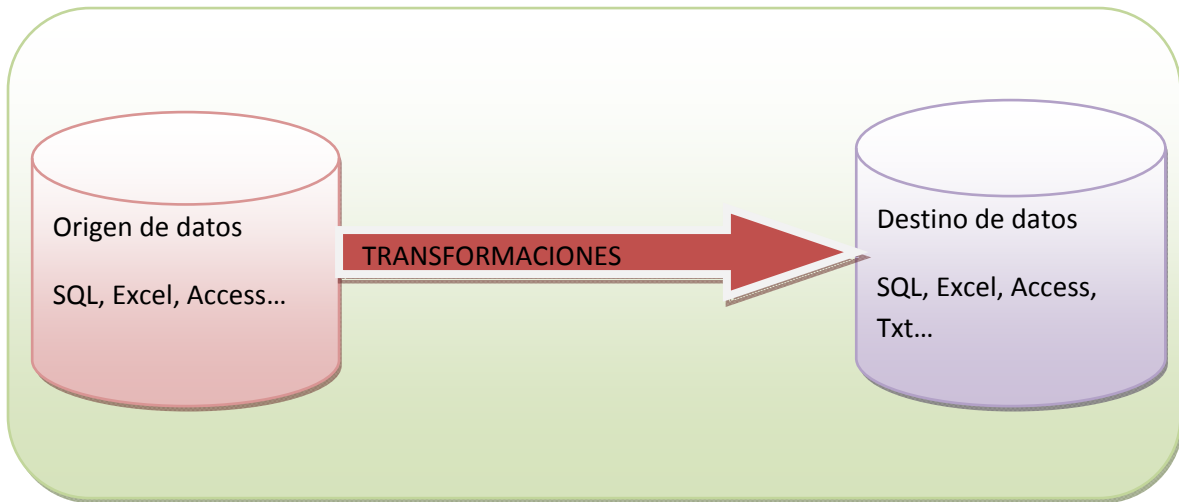 Origen de datos
SQL, Excel, Access…
TRANSFORMACIONES
Destino de datos
SQL, Excel, Access,
Txt…